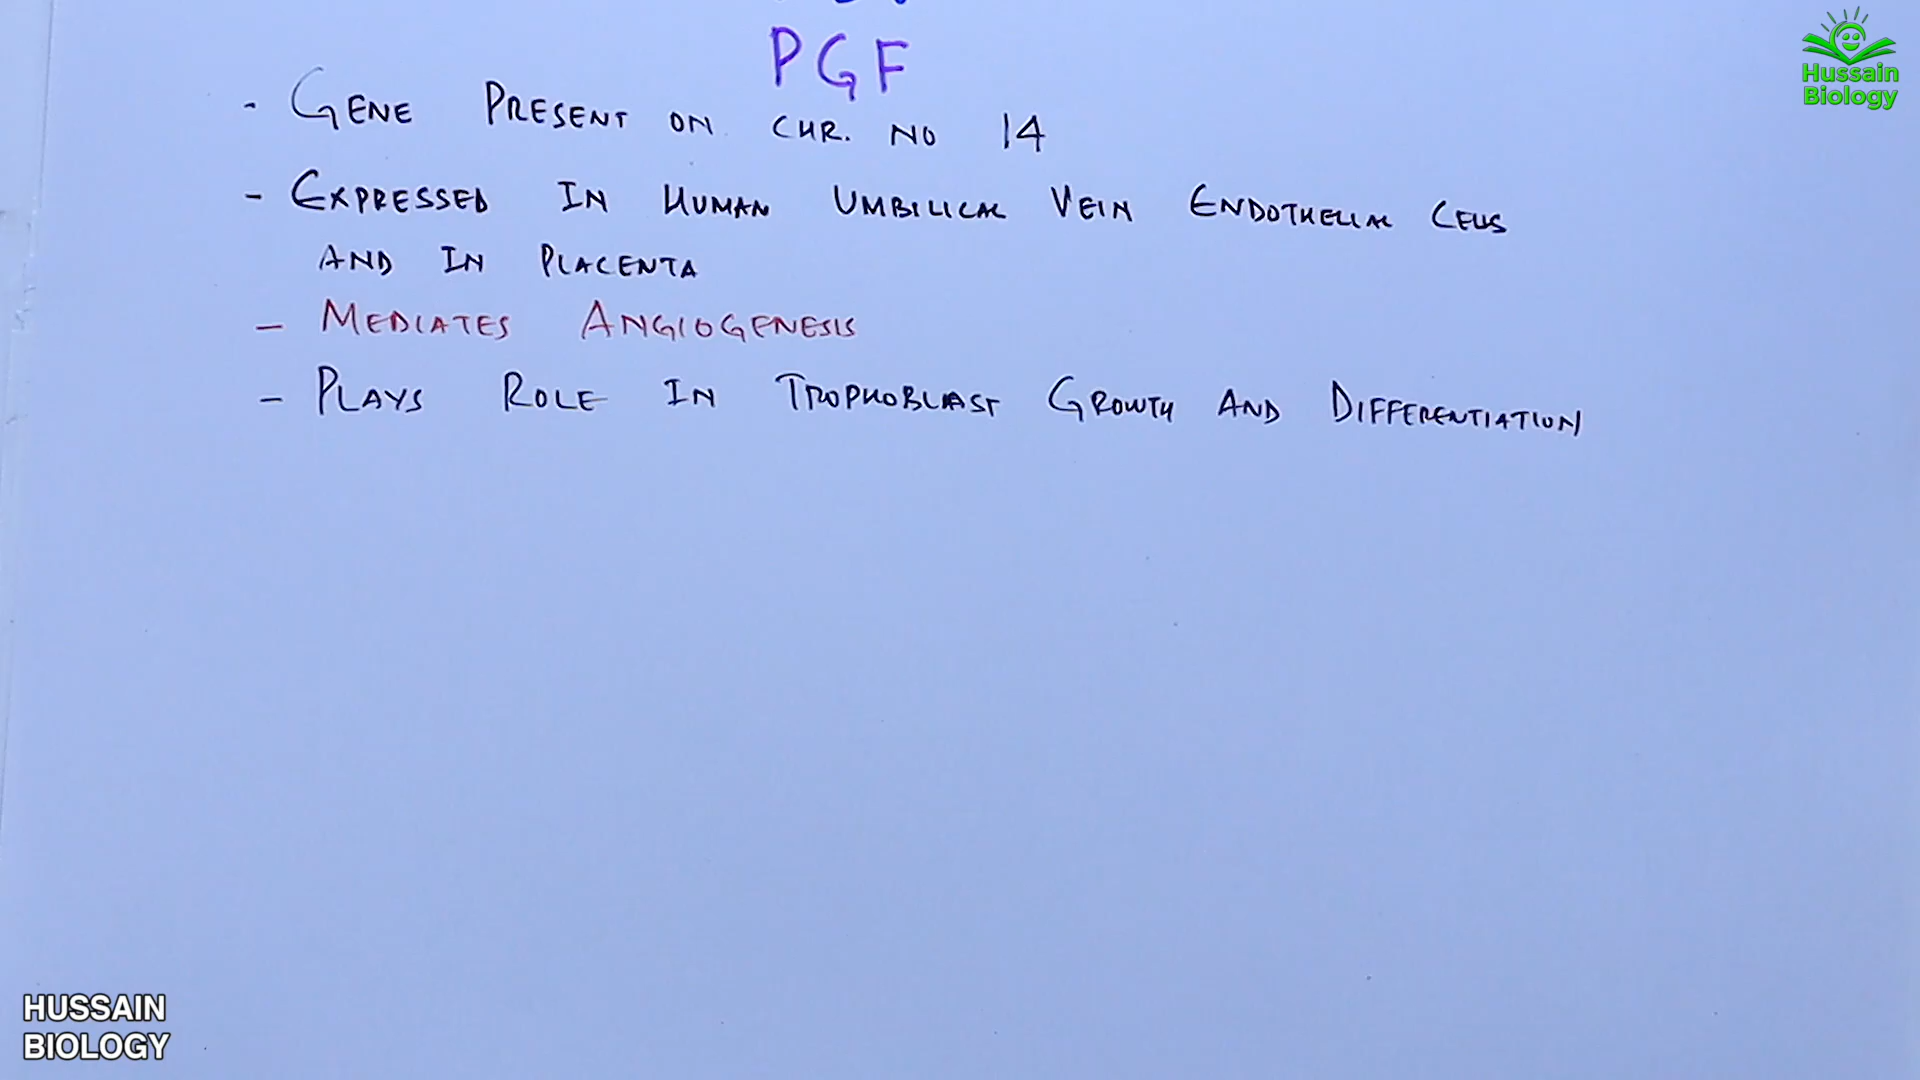 PGF
- GENE PRESENT ON CHR. NO 14
- EXPRESSED IN HUMAN UMBILICAL VEIN ENDOTHELIAL CELLS
AND IN PLACENTA
- MEDIATES ANGIOGENESIS
- PLAYS ROLE IN TROPHOBLAST GROWTH AND DIFFERENTIATION
Hussain
Biology
HUSSAIN
BIOLOGY